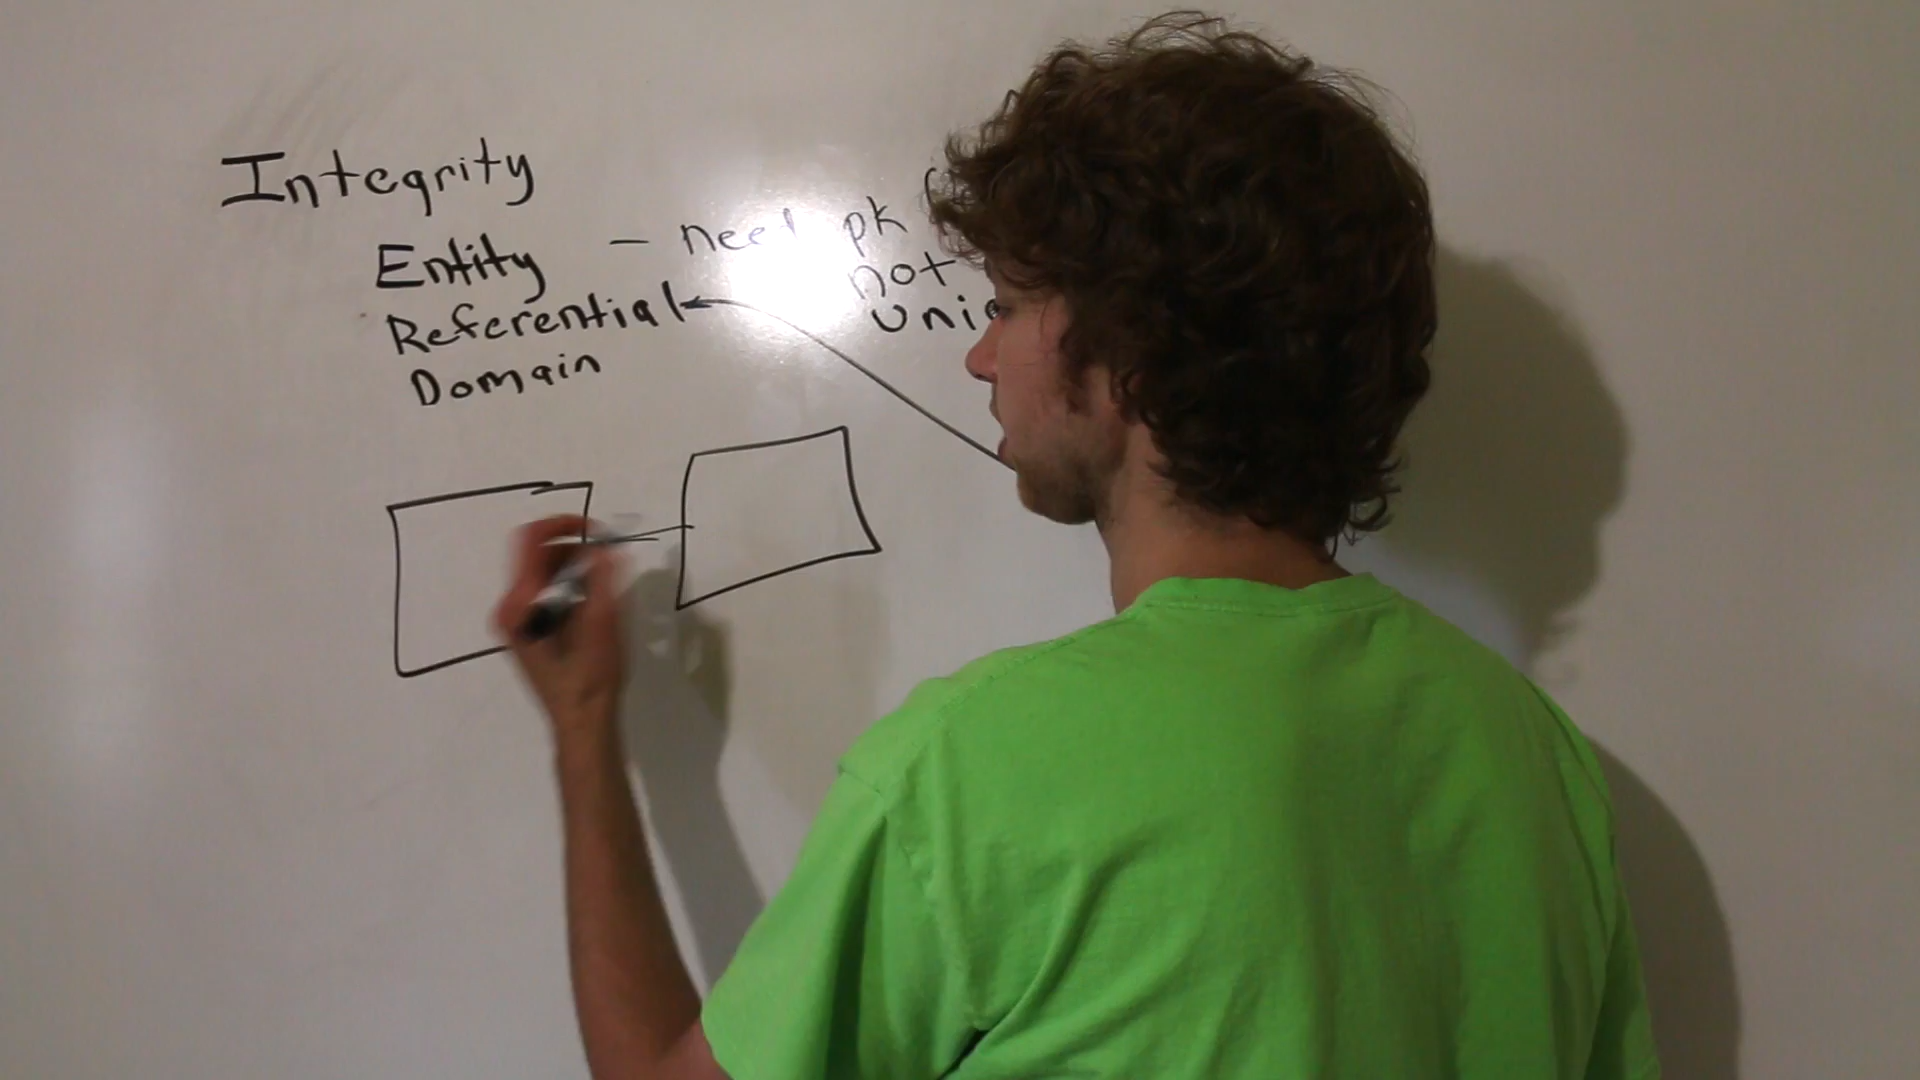 Integrity
Entity - need pk (
not
Referential
Domain